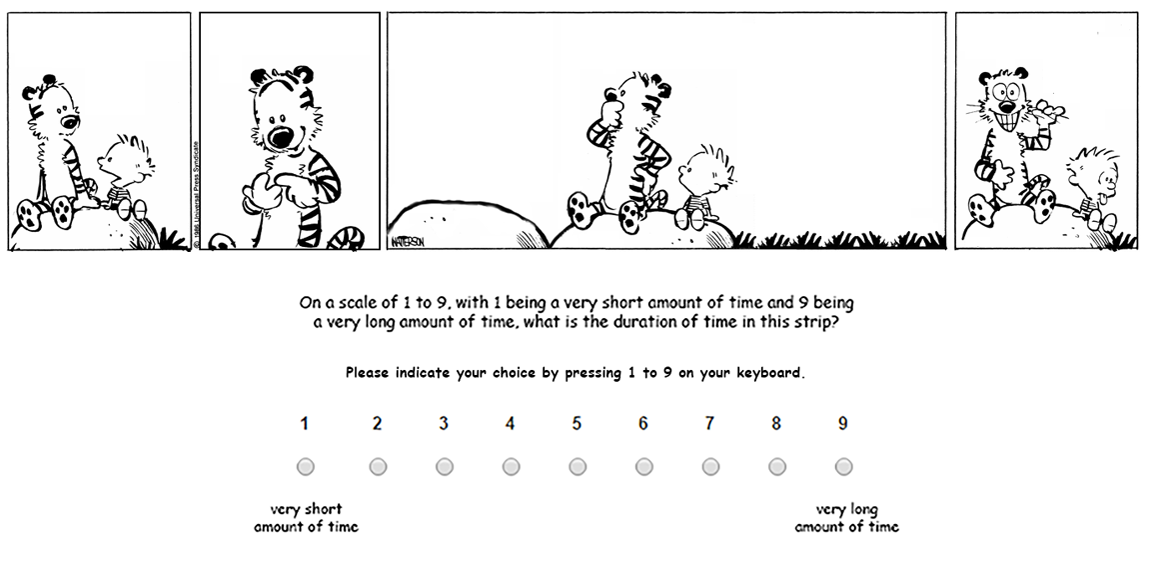 © 1986 Universal Press Syndicate
WATERSON
On a scale of 1 to 9, with 1 being a very short amount of time and 9 being
a very long amount of time, what is the duration of time in this strip?
Please indicate your choice by pressing 1 to 9 on your keyboard.
1 2 3 4 5 6 7 8 9
very short very long
amount of time amount of time